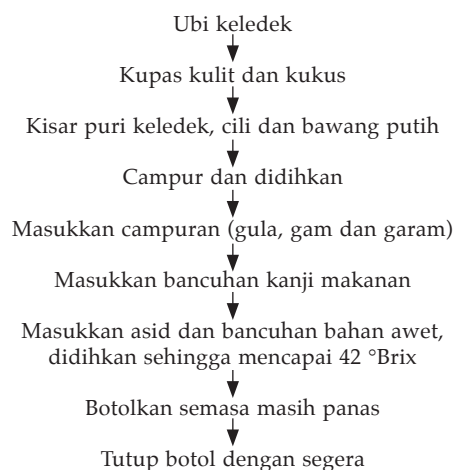 Ubi keledek
Kupas kulit dan kukus
Kisar puri keledek, cili dan bawang putih
Campur dan didihkan
Masukkan campuran (gula, gam dan garam)
Masukkan bancuhan kanji makanan
Masukkan asid dan bancuhan bahan awet,
didihkan sehingga mencapai 42 °Brix
Botolkan semasa masih panas
Tutup botol dengan segera